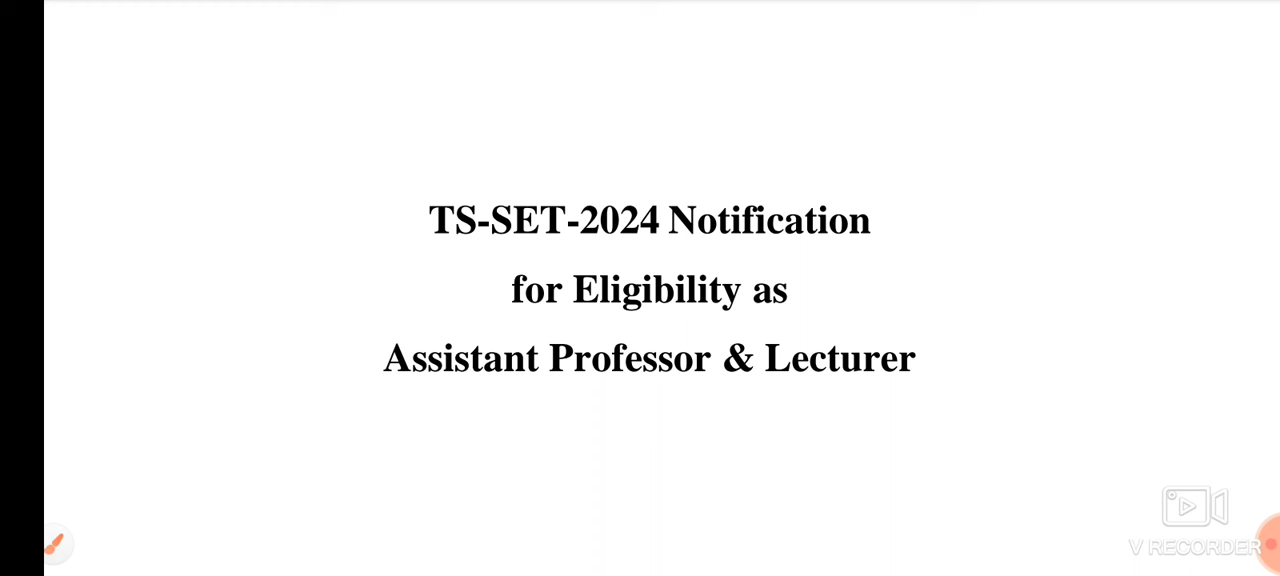 TS-SET-2024 Notification
for Eligibility as
Assistant Professor & Lecturer
V RECORDER